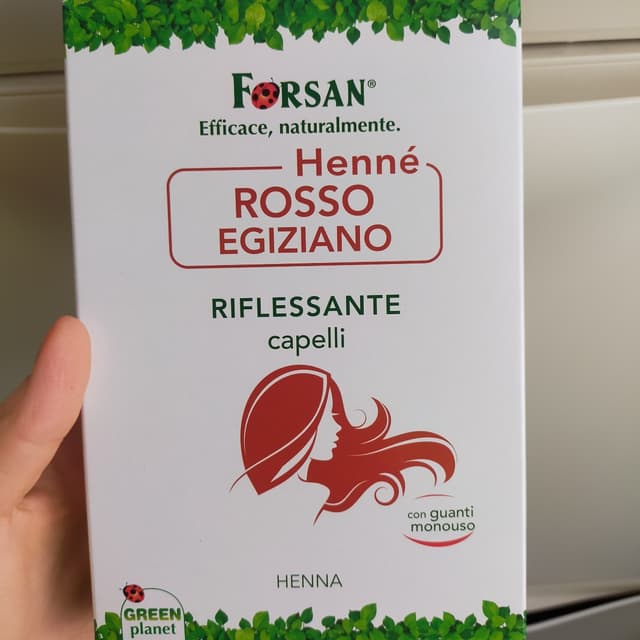 FORSAN®
Efficace, naturalmente.
Henné
ROSSO
EGIZIANO
RIFLESSANTE
capelli
con guanti
monouso
HENNA
GREEN
planet